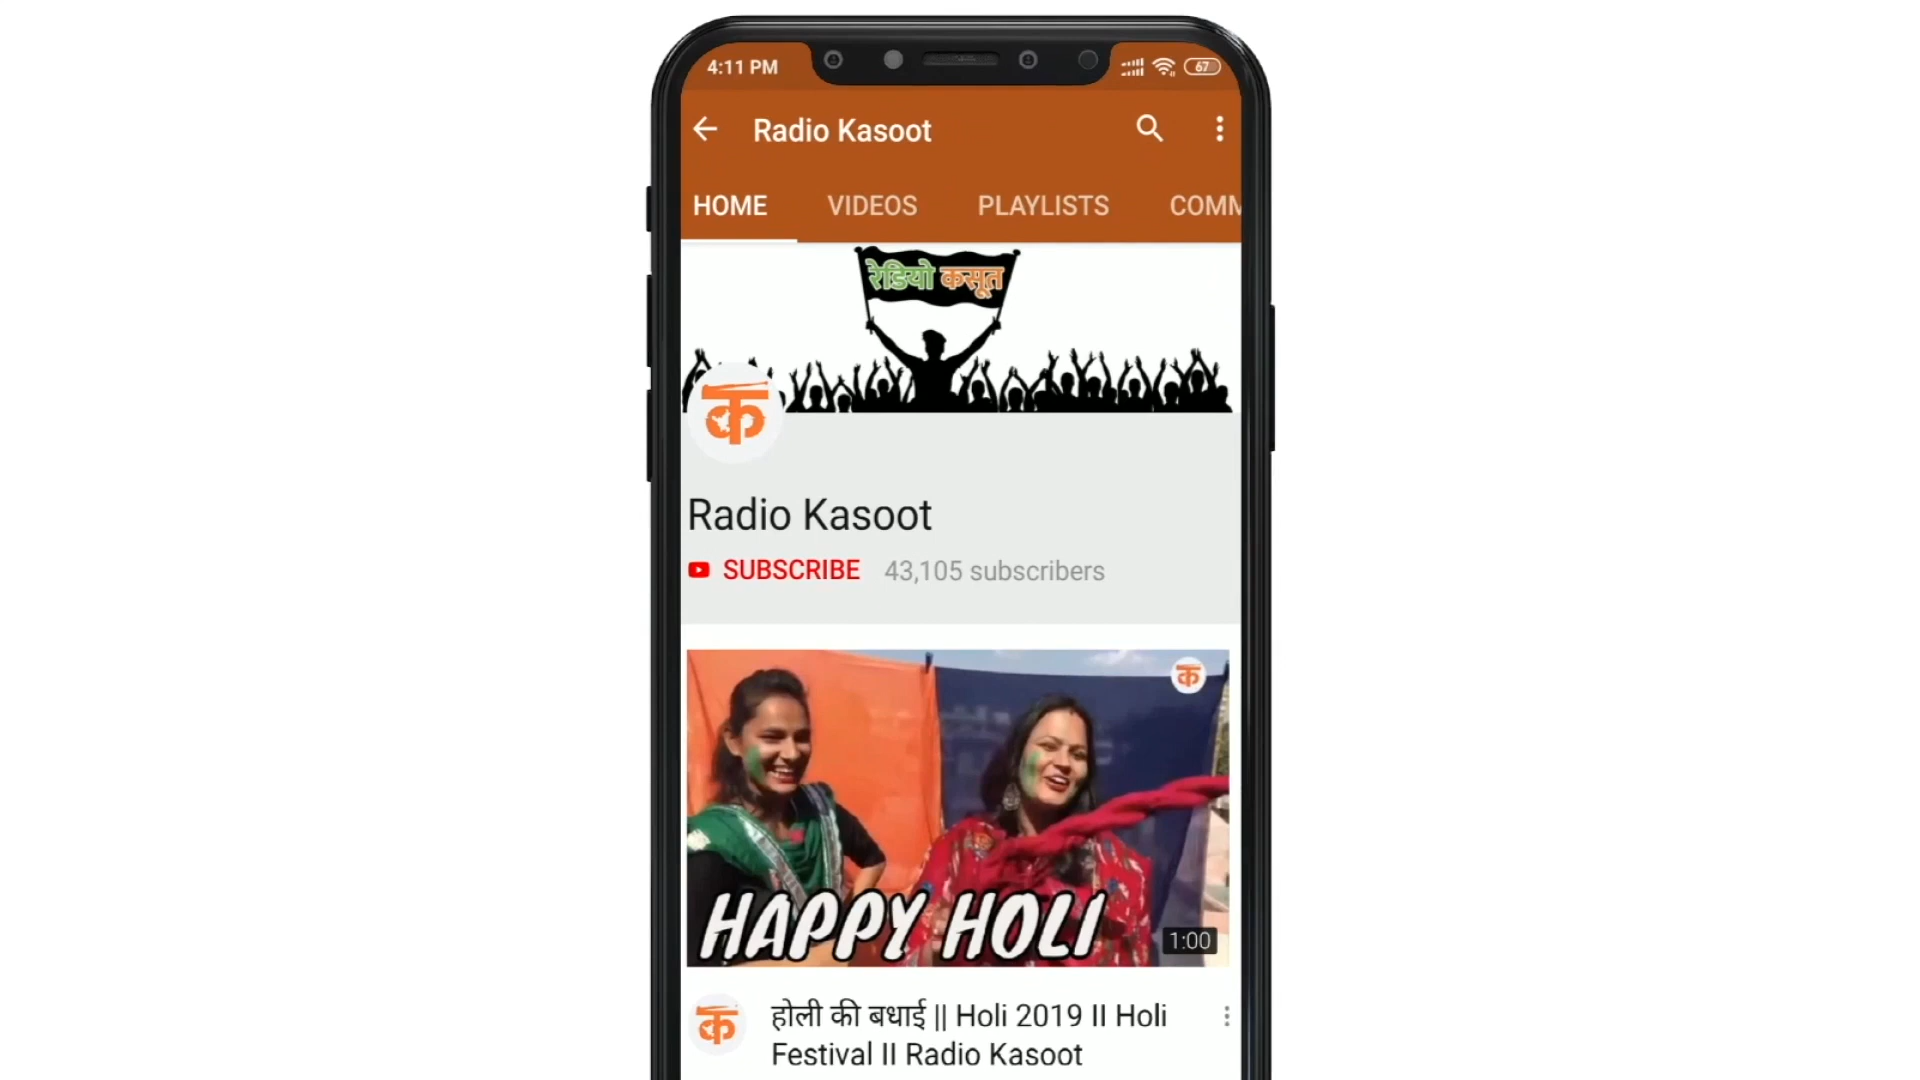 4:11 PM
67
Radio Kasoot
HOME VIDEOS PLAYLISTS COMM
रेडियो कसूत
क
Radio Kasoot
SUBSCRIBE 43,105 subscribers
क
HAPPY HOLI
1:00
क
होली की बधाई || Holi 2019 II Holi
Festival II Radio Kasoot